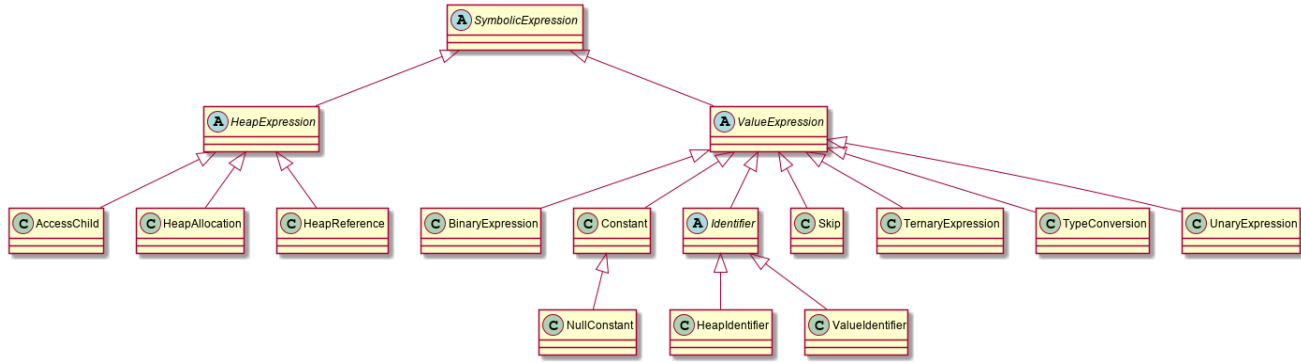 A SymbolicExpression
A HeapExpression
A ValueExpression
C AccessChild
C HeapAllocation
C HeapReference
C BinaryExpression
C Constant
A Identifier
C Skip
C TernaryExpression
C TypeConversion
C UnaryExpression
C NullConstant
C HeapIdentifier
C ValueIdentifier